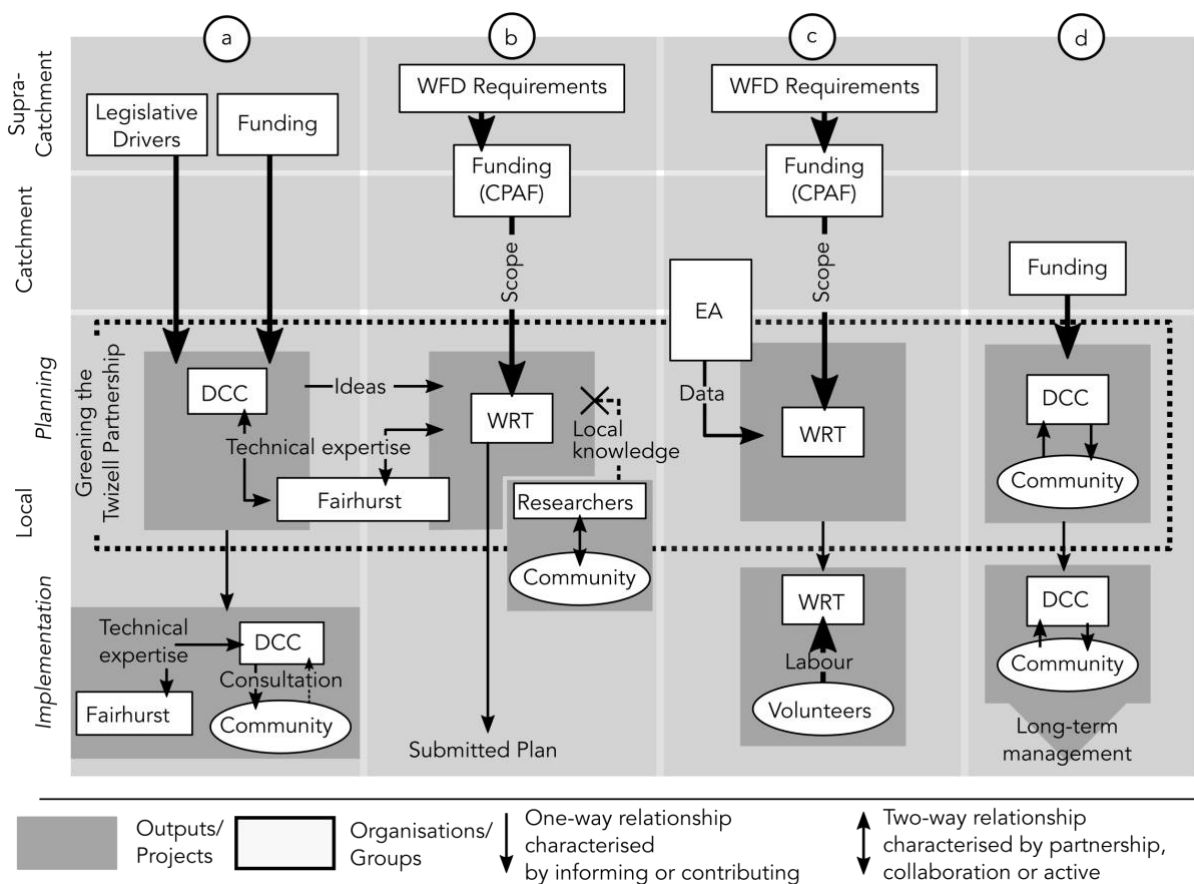 a
b
c
d
Supra-
Catchment
Catchment
Local
Planning
Implementation
Legislative
Drivers
Funding
WFD Requirements
Funding
(CPAF)
Scope
WFD Requirements
Funding
(CPAF)
Scope
EA
Data
Funding
Greening the
Twizell Partnership
DCC
Ideas
Technical expertise
Fairhurst
WRT
Local
knowledge
Researchers
Community
WRT
DCC
Community
Technical
expertise
DCC
Consultation
Fairhurst
Community
Submitted Plan
WRT
Labour
Volunteers
DCC
Community
Long-term
management
Outputs/
Projects
Organisations/
Groups
One-way relationship
characterised
by informing or contributing
Two-way relationship
characterised by partnership,
collaboration or active